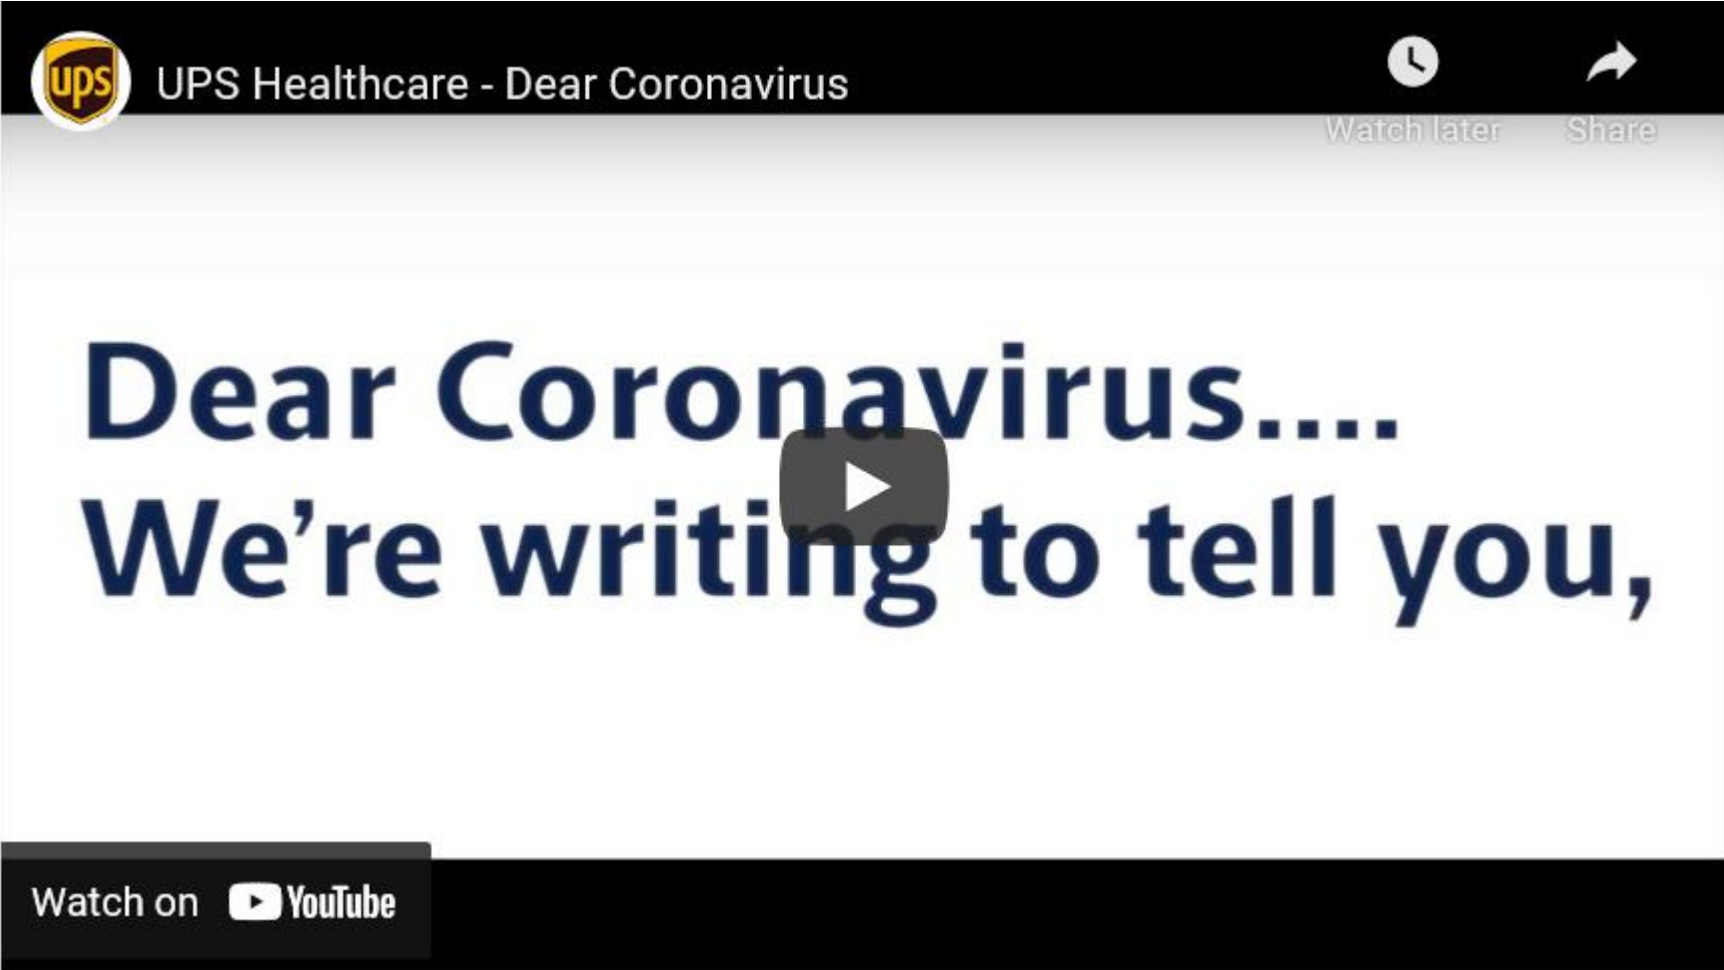 ups
UPS Healthcare - Dear Coronavirus
Watch later
Share
Dear Coronavirus....
We’re writing to tell you,
Watch on YouTube